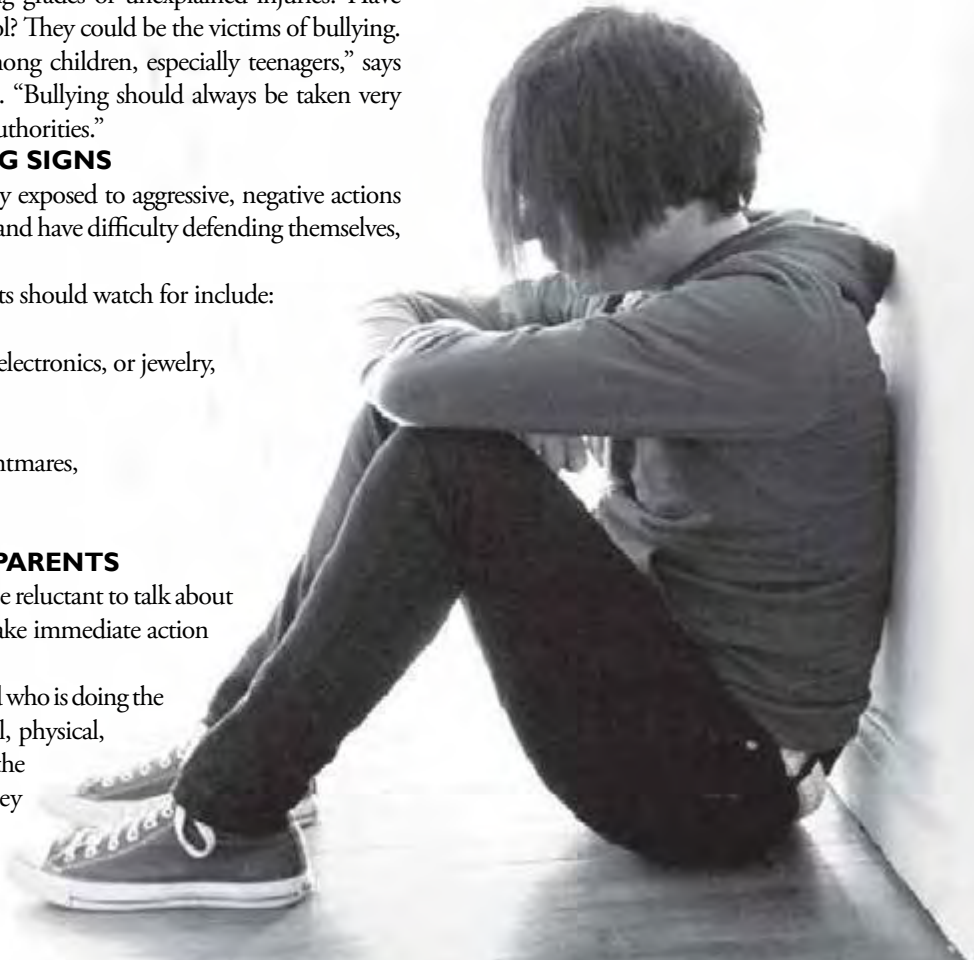 grades or unexplained injuries? Have
ol? They could be the victims of bullying.
ong children, especially teenagers,” says
. “Bullying should always be taken very
uthorities.”
G SIGNS
y exposed to aggressive, negative actions
and have difficulty defending themselves,
ts should watch for include:
electronics, or jewelry,
ntmares,
PARENTS
e reluctant to talk about
ake immediate action
who is doing the
l, physical,
the
ey